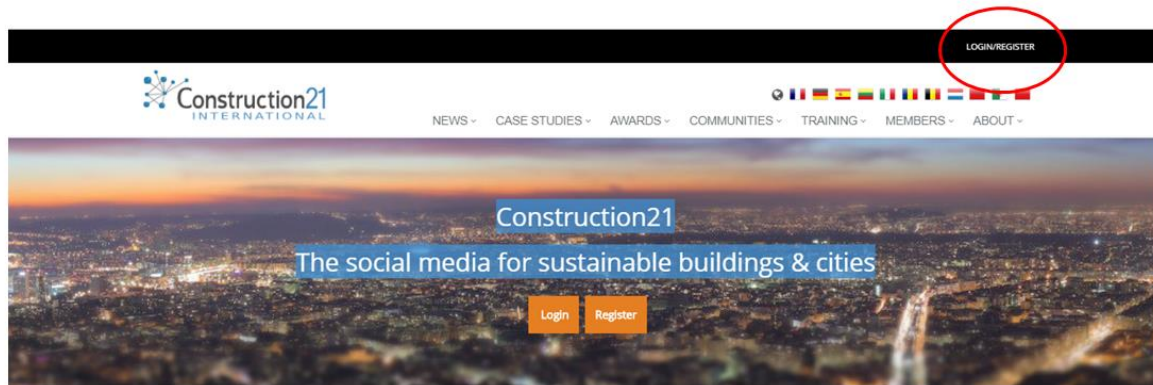 LOGIN/REGISTER
Construction21
INTERNATIONAL
NEWS CASE STUDIES AWARDS COMMUNITIES TRAINING MEMBERS ABOUT
Construction21
The social media for sustainable buildings & cities
Login Register